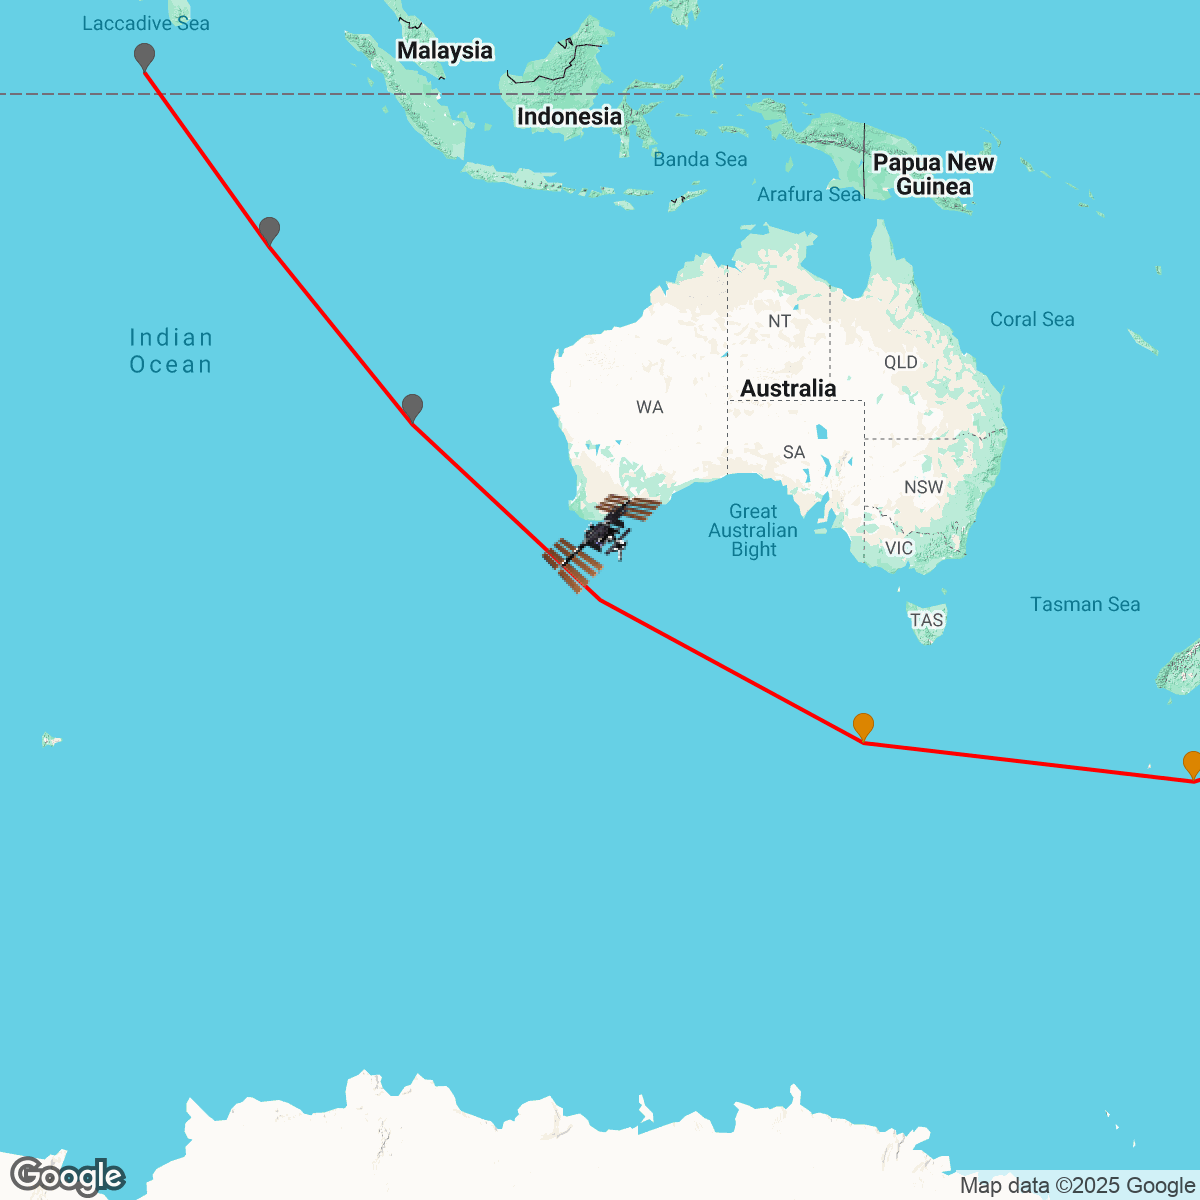 Laccadive Sea
Malaysia
Indonesia
Banda Sea
Papua New
Guinea
Arafura Sea
Indian
Ocean
NT
Coral Sea
QLD
Australia
WA
SA
NSW
Great
Australian
Bight
VIC
Tasman Sea
TAS
Google
Map data ©2025 Google